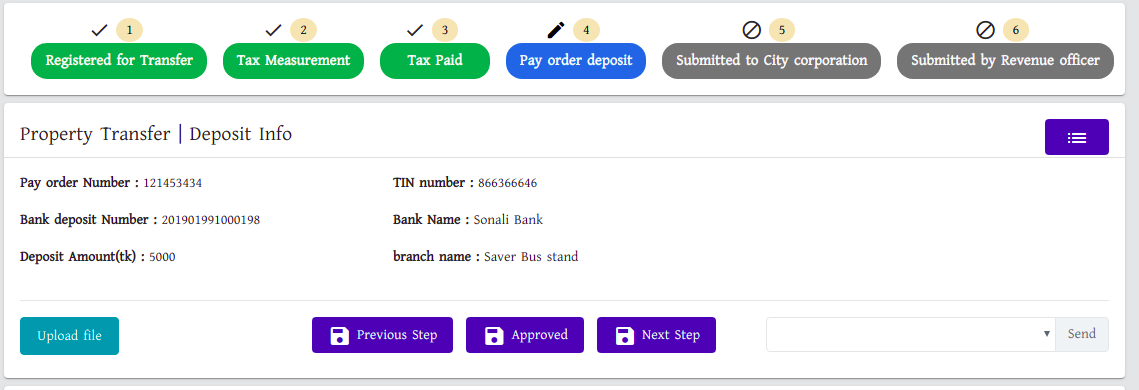 1 2 3 4 5 6
Registered for Transfer Tax Measurement Tax Paid Pay order deposit Submitted to City corporation Submitted by Revenue officer
Property Transfer | Deposit Info
Pay order Number : 121453434 TIN number : 866366646
Bank deposit Number : 201901991000198 Bank Name : Sonali Bank
Deposit Amount(tk) : 5000 branch name : Saver Bus stand
Upload file Previous Step Approved Next Step Send